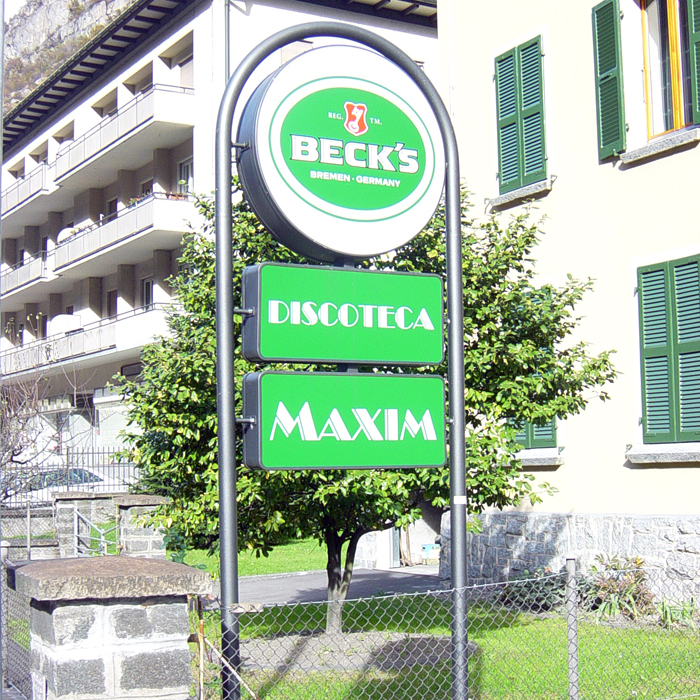 REG. TM.
BECK'S
BREMEN · GERMANY
DISCOTECA
MAXIM